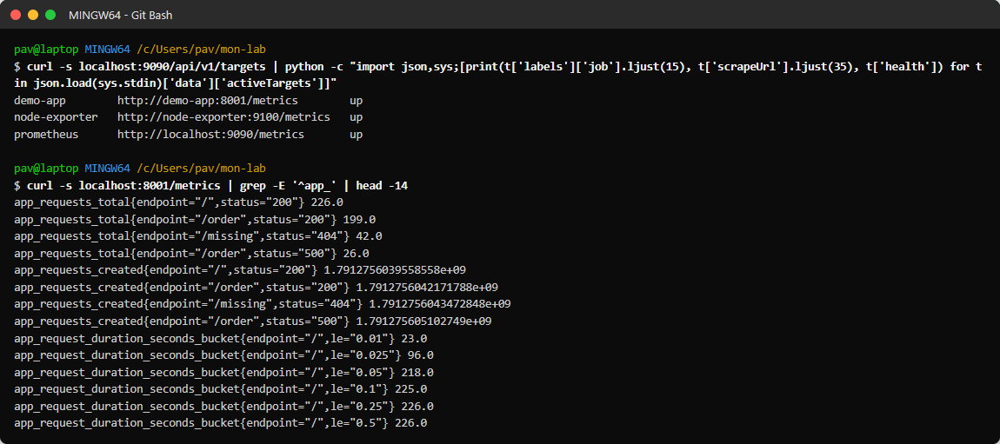 MINGW64 - Git Bash
pav@laptop MINGW64 /c/Users/pav/mon-lab
$ curl -s localhost:9090/api/v1/targets | python -c "import json,sys;[print(t['labels']['job'].ljust(15), t['scrapeUrl'].ljust(35), t['health']) for t
in json.load(sys.stdin)['data']['activeTargets']]"
demo-app        http://demo-app:8001/metrics        up
node-exporter   http://node-exporter:9100/metrics   up
prometheus      http://localhost:9090/metrics       up
pav@laptop MINGW64 /c/Users/pav/mon-lab
$ curl -s localhost:8001/metrics | grep -E '^app_' | head -14
app_requests_total{endpoint="/",status="200"} 226.0
app_requests_total{endpoint="/order",status="200"} 199.0
app_requests_total{endpoint="/missing",status="404"} 42.0
app_requests_total{endpoint="/order",status="500"} 26.0
app_requests_created{endpoint="/",status="200"} 1.7912756039558558e+09
app_requests_created{endpoint="/order",status="200"} 1.7912756042171788e+09
app_requests_created{endpoint="/missing",status="404"} 1.7912756043472848e+09
app_requests_created{endpoint="/order",status="500"} 1.791275605102749e+09
app_request_duration_seconds_bucket{endpoint="/",le="0.01"} 23.0
app_request_duration_seconds_bucket{endpoint="/",le="0.025"} 96.0
app_request_duration_seconds_bucket{endpoint="/",le="0.05"} 218.0
app_request_duration_seconds_bucket{endpoint="/",le="0.1"} 225.0
app_request_duration_seconds_bucket{endpoint="/",le="0.25"} 226.0
app_request_duration_seconds_bucket{endpoint="/",le="0.5"} 226.0